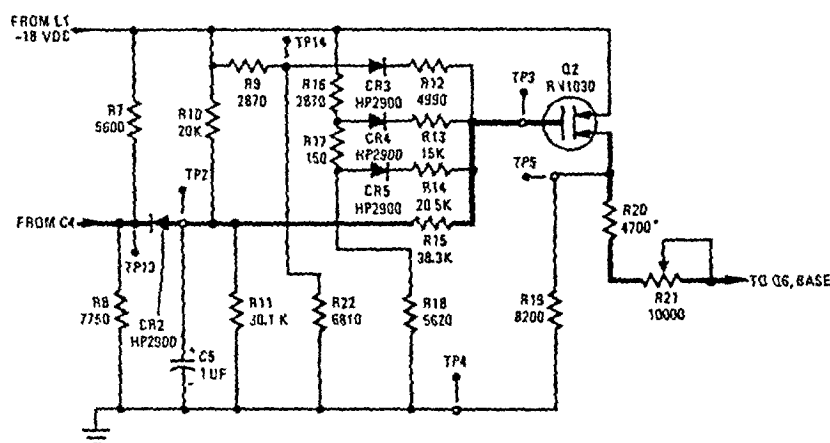 FROM L1
-18 VDC
TP14
R9
2870
R16
2870
CR3
HP2900
R12
4990
Q2
RN1030
TP3
R7
5600
R10
20K
R17
150
CR4
HP2900
R13
15K
TP2
CR5
HP2900
R14
20.5K
TP5
FROM C4
R15
38.3K
R20
4700*
TP13
TO Q6, BASE
R8
7750
CR2
HP2900
R11
30.1 K
R22
6810
R18
5620
R19
8200
R21
10000
C5
1 UF
TP4